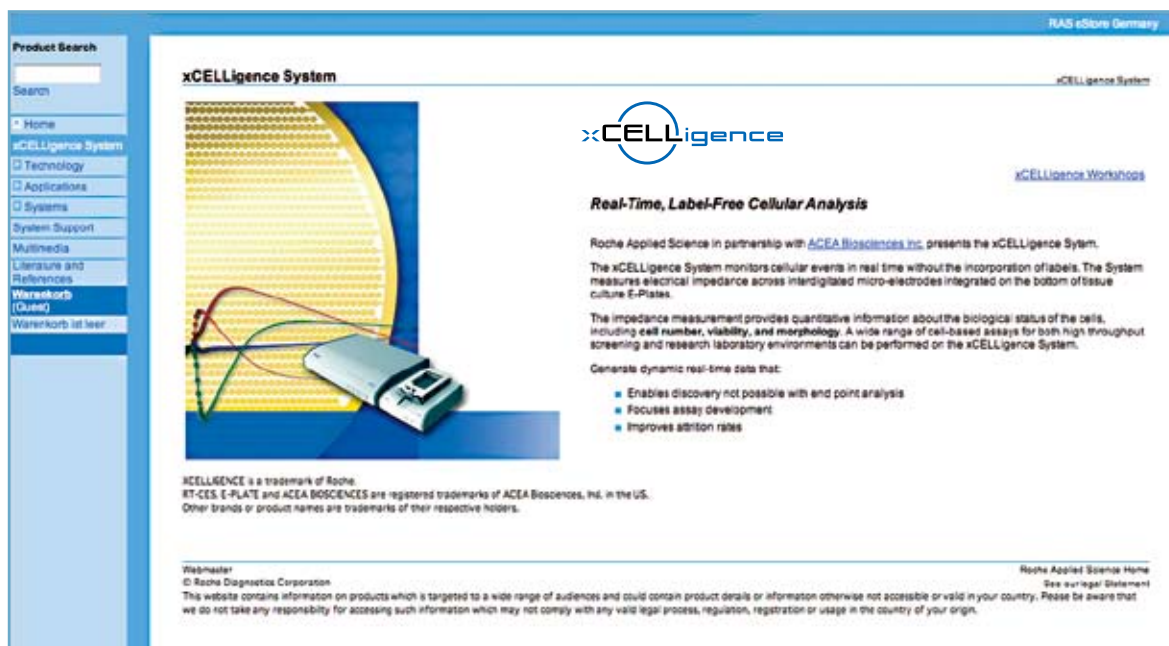 RAS eStore Germany
Product Search
Search
Home
xCELLigence System
Technology
Applications
Systems
System Support
Multimedia
Literature and
References
Warenkorb
(Guest)
Warenkorb ist leer
xCELLigence System
xCELLigence System
xCELLigence
xCELLigence Workshops
Real-Time, Label-Free Cellular Analysis
Roche Applied Science in partnership with ACEA Biosciences Inc. presents the xCELLigence Sytem.
The xCELLigence System monitors cellular events in real time without the incorporation of labels. The System
measures electrical impedance across interdigitated micro-electrodes integrated on the bottom of tissue
culture E-Plates.
The impedance measurement provides quantitative information about the biological status of the cells,
including cell number, viability, and morphology. A wide range of cell-based assays for both high throughput
screening and research laboratory environments can be performed on the xCELLigence System.
Generate dynamic real-time data that:
Enables discovery not possible with end point analysis
Focuses assay development
Improves attrition rates
XCELLIGENCE is a trademark of Roche.
RT-CES, E-PLATE and ACEA BIOSCIENCES are registered trademarks of ACEA Biosciences, Ind. in the US.
Other brands or product names are trademarks of their respective holders.
Webmaster
© Roche Diagnostics Corporation
Roche Applied Science Home
See our legal Statement
This website contains information on products which is targeted to a wide range of audiences and could contain product details or information otherwise not accessible or valid in your country. Please be aware that
we do not take any responsibility for accessing such information which may not comply with any valid legal process, regulation, registration or usage in the country of your origin.